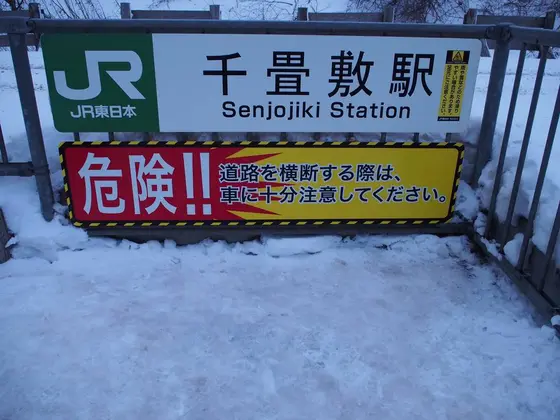 JR
JR東日本
千畳敷駅
Senjojiki Station
危険!!
道路を横断する際は、
車に十分注意してください。